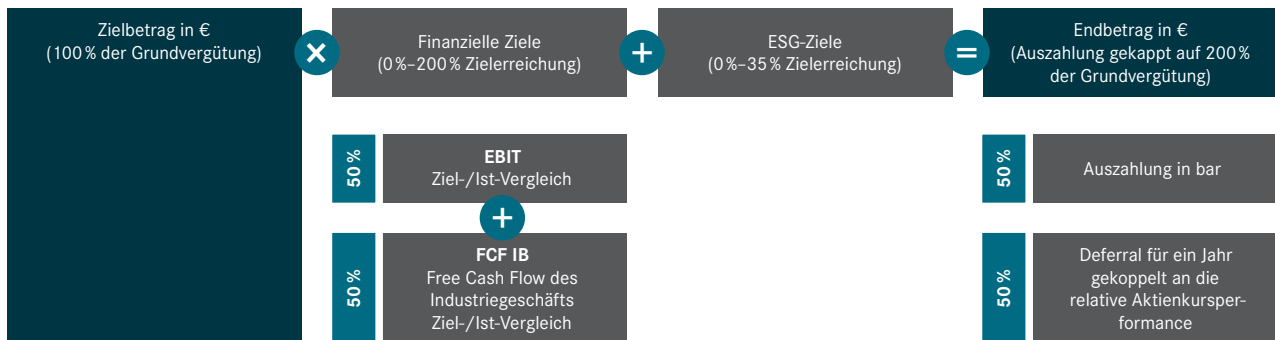 Zielbetrag in €
(100 % der Grundvergütung)
×
Finanzielle Ziele
(0 %–200 % Zielerreichung)
+
ESG-Ziele
(0 %–35 % Zielerreichung)
=
Endbetrag in €
(Auszahlung gekappt auf 200 %
der Grundvergütung)
50 %
EBIT
Ziel-/Ist-Vergleich
+
50 %
FCF IB
Free Cash Flow des
Industriegeschäfts
Ziel-/Ist-Vergleich
50 %
Auszahlung in bar
50 %
Deferral für ein Jahr
gekoppelt an die
relative Aktienkursper-
formance